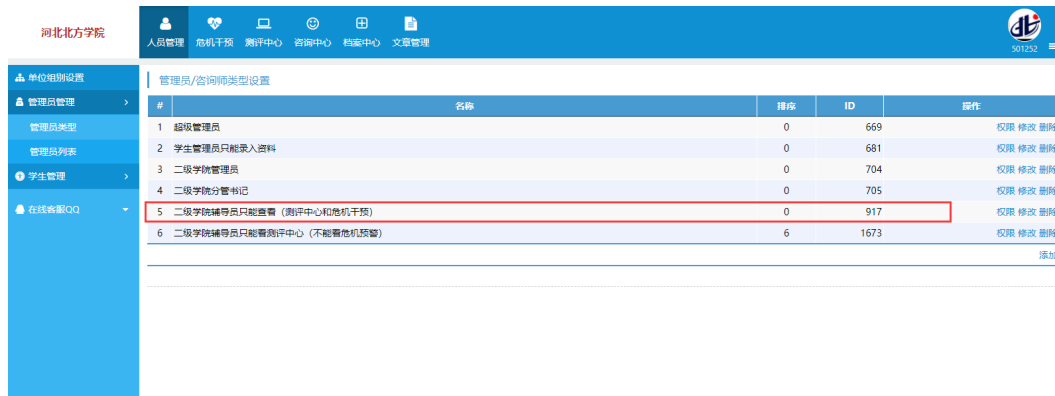 河北北方学院
人员管理 危机干预 测评中心 咨询中心 档案中心 文章管理
501252
单位组别设置
管理员管理
管理员类型
管理员列表
学生管理
在线客服QQ
管理员/咨询师类型设置
# 名称 排序 ID 操作
1 超级管理员 0 669 权限 修改 删除
2 学生管理员只能录入资料 0 681 权限 修改 删除
3 二级学院管理员 0 704 权限 修改 删除
4 二级学院分管书记 0 705 权限 修改 删除
5 二级学院辅导员只能查看（测评中心和危机干预） 0 917 权限 修改 删除
6 二级学院辅导员只能看测评中心（不能看危机预警） 6 1673 权限 修改 删除
添加